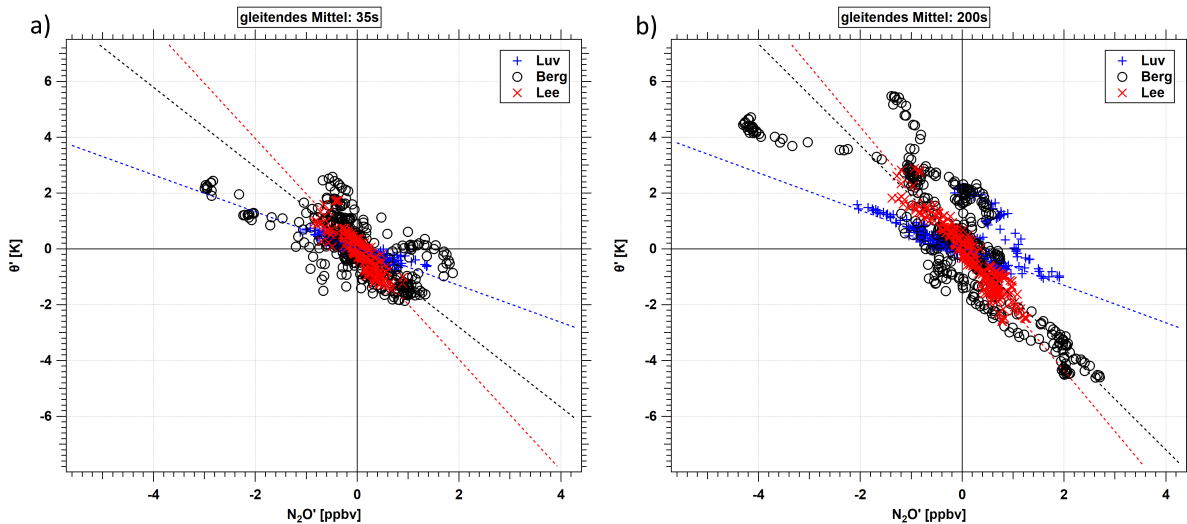 a)
gleitendes Mittel: 35s
Luv
Berg
Lee
θ' [K]
6
4
2
0
-2
-4
-6
-4
-2
0
2
4
N₂O' [ppbv]
b)
gleitendes Mittel: 200s
Luv
Berg
Lee
θ' [K]
6
4
2
0
-2
-4
-6
-4
-2
0
2
4
N₂O' [ppbv]